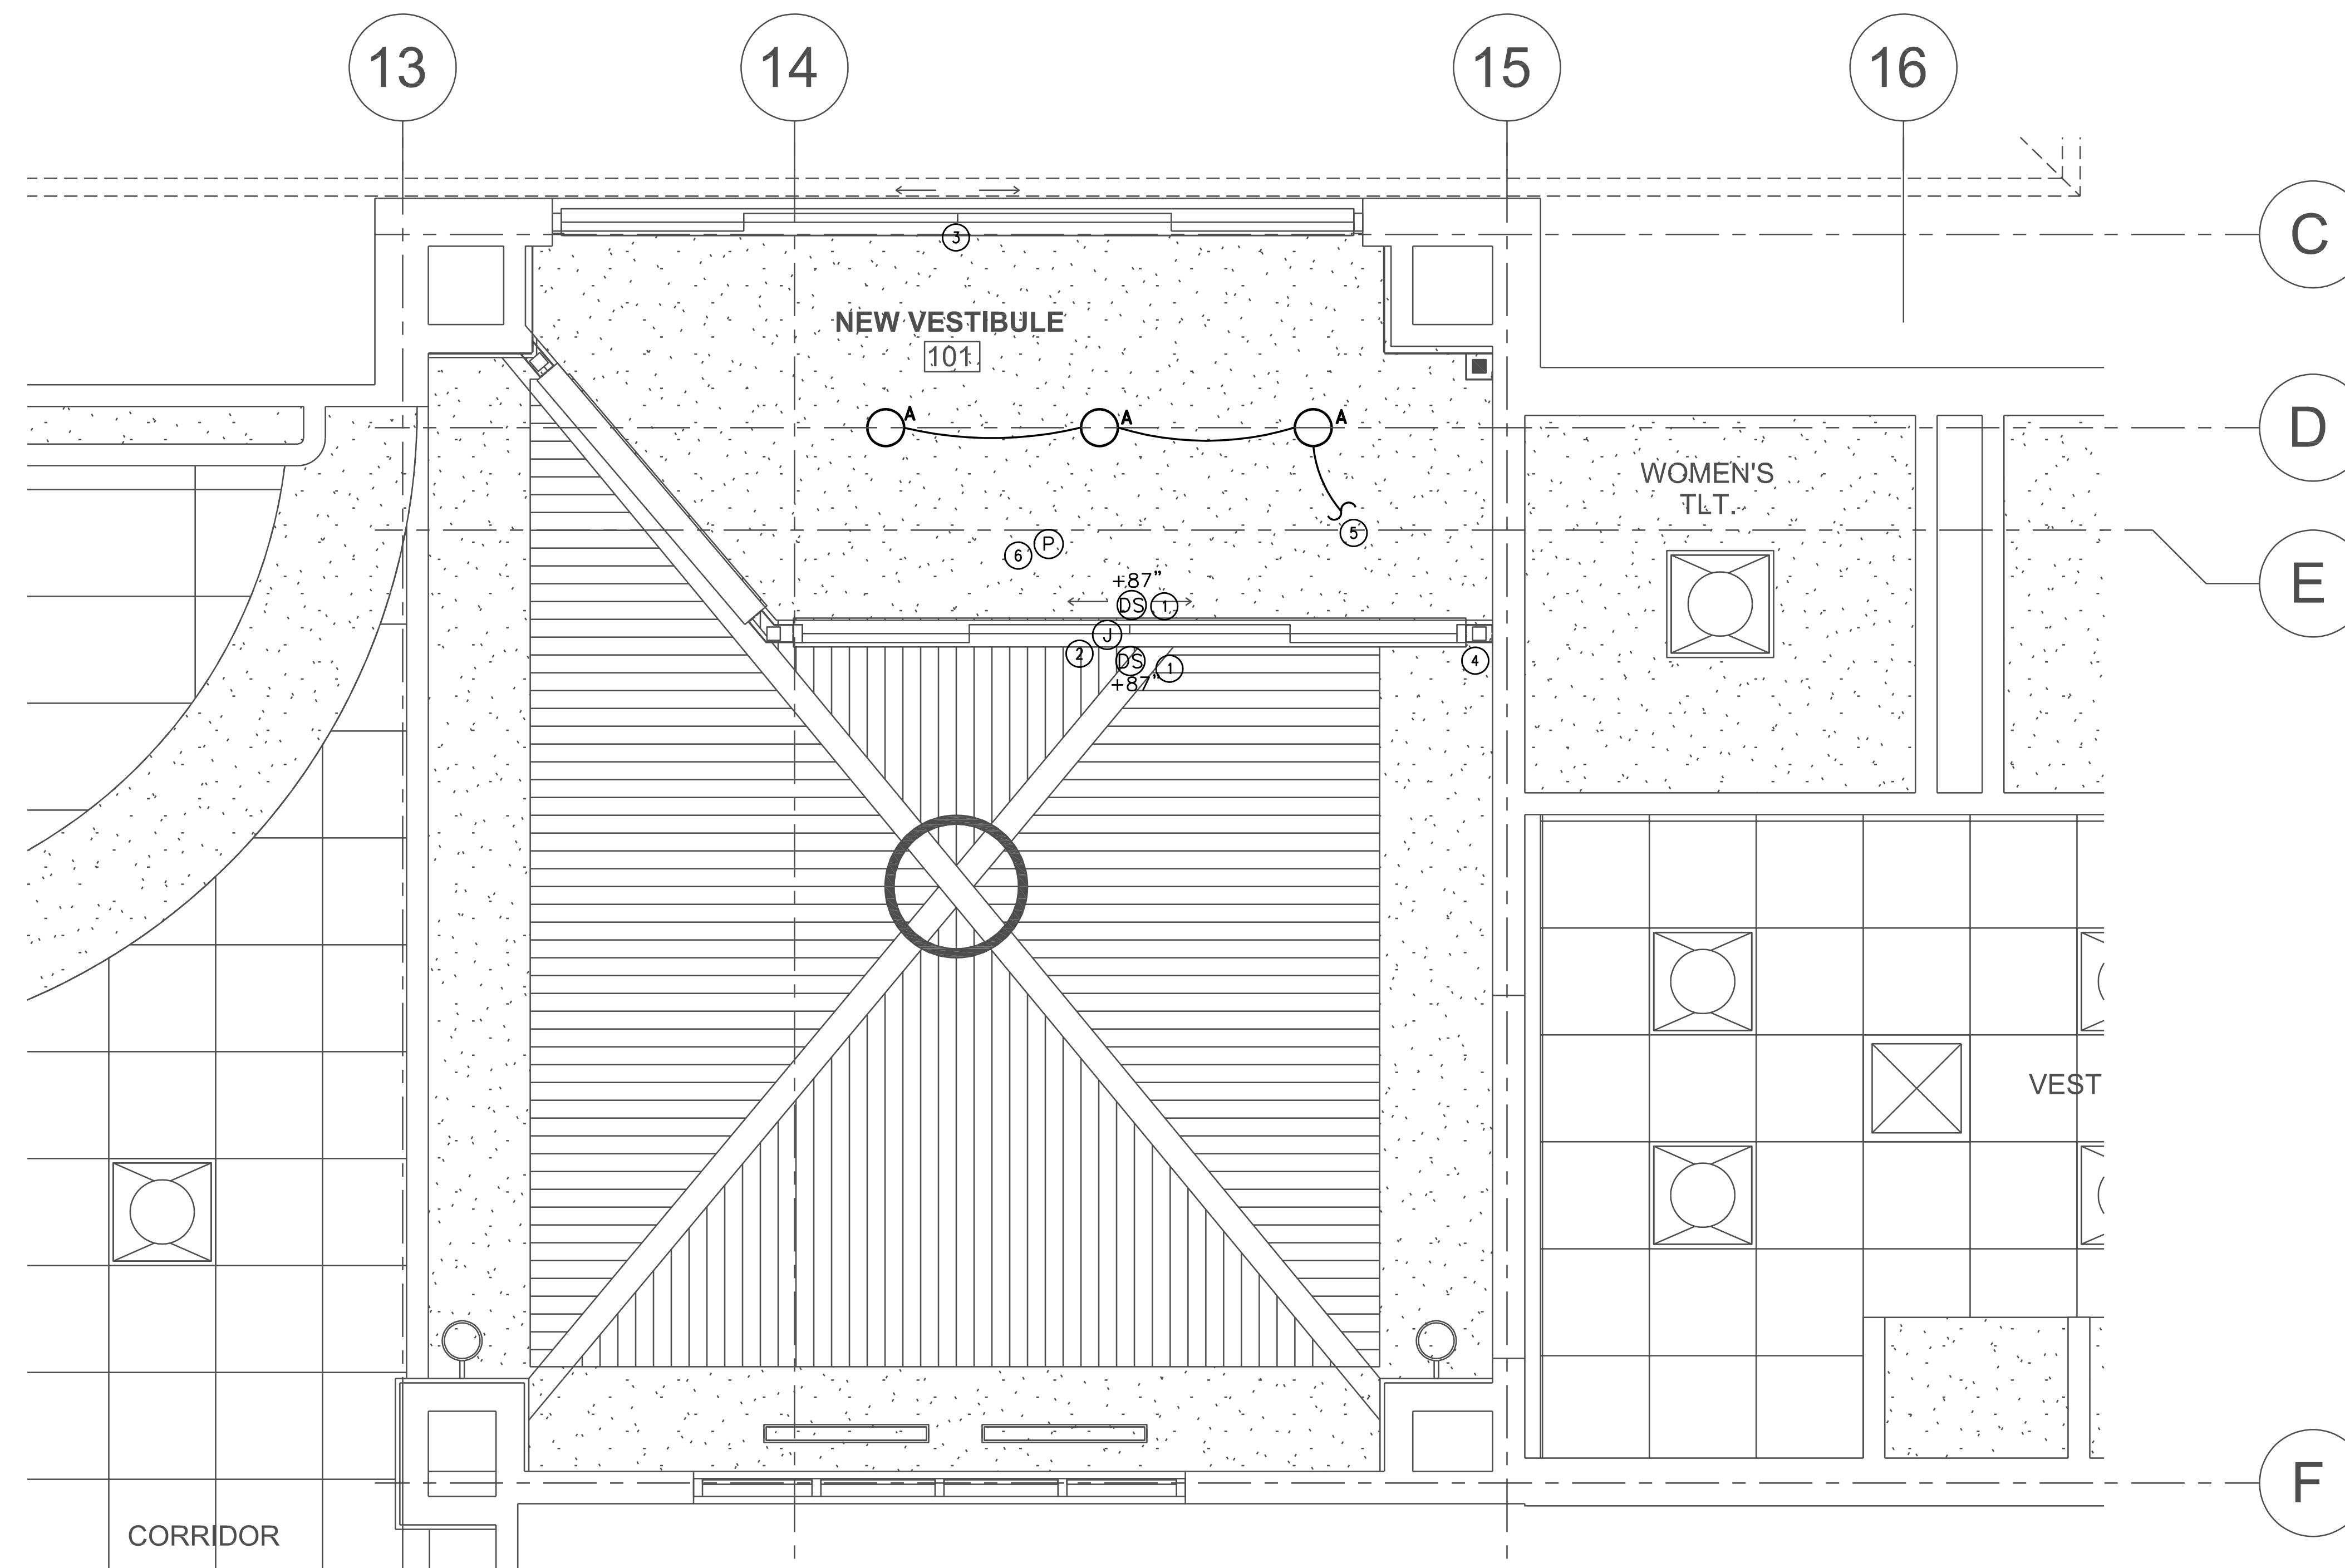 13
14
15
16
C
3
NEW VESTIBULE
101
A
A
A
D
WOMEN'S
TLT.
5
6
P
E
+87"
DS
1
J
2
DS
1
4
+87"
VEST
F
CORRIDOR